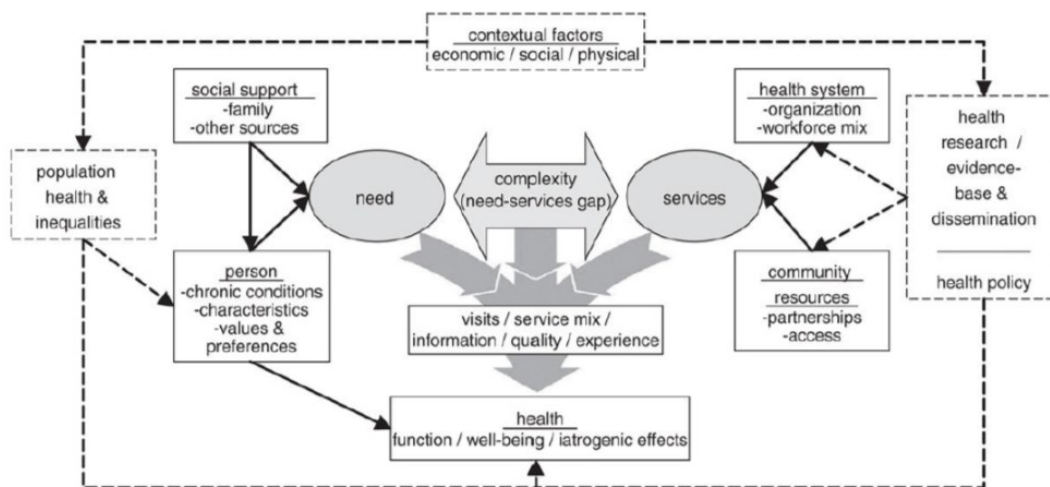 contextual factors
economic / social / physical
social support
-family
-other sources
health system
-organization
-workforce mix
health
research /
evidence-
base &
dissemination
health policy
population
health &
inequalities
need
complexity
(need-services gap)
services
person
-chronic conditions
-characteristics
-values &
preferences
community
resources
-partnerships
-access
visits / service mix /
information / quality / experience
health
function / well-being / iatrogenic effects